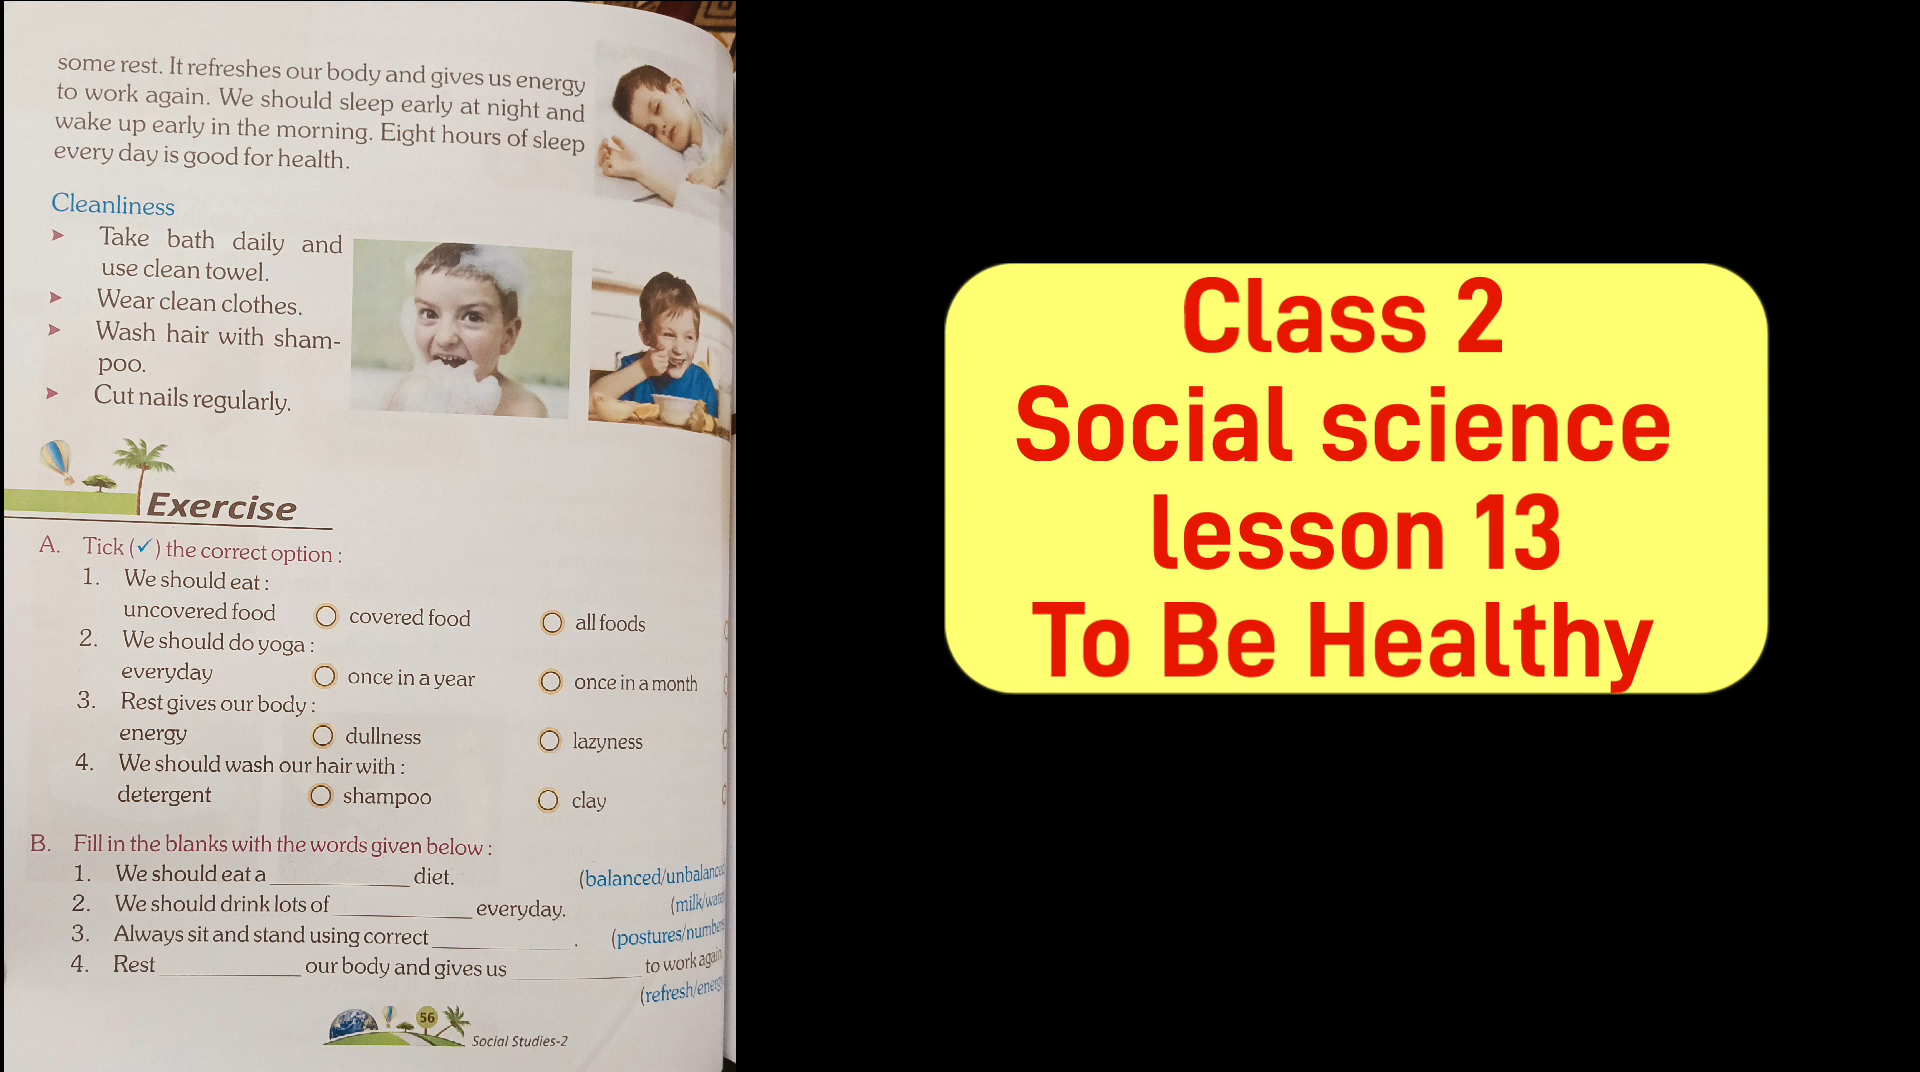 some rest. It refreshes our body and gives us energy
to work again. We should sleep early at night and
wake up early in the morning. Eight hours of sleep
every day is good for health.
Cleanliness
➤ Take bath daily and
use clean towel.
➤ Wear clean clothes.
➤ Wash hair with sham-
poo.
➤ Cut nails regularly.
Exercise
A. Tick (✓) the correct option :
1. We should eat :
uncovered food covered food all foods
2. We should do yoga :
everyday once in a year once in a month
3. Rest gives our body :
energy dullness lazyness
4. We should wash our hair with :
detergent shampoo clay
B. Fill in the blanks with the words given below :
1. We should eat a ____________ diet. (balanced/unbalanced
2. We should drink lots of ____________ everyday. (milk/water
3. Always sit and stand using correct ____________ . (postures/numbers
4. Rest ____________ our body and gives us ____________ to work again.
(refresh/energy
56
Social Studies-2
Class 2
Social science
lesson 13
To Be Healthy